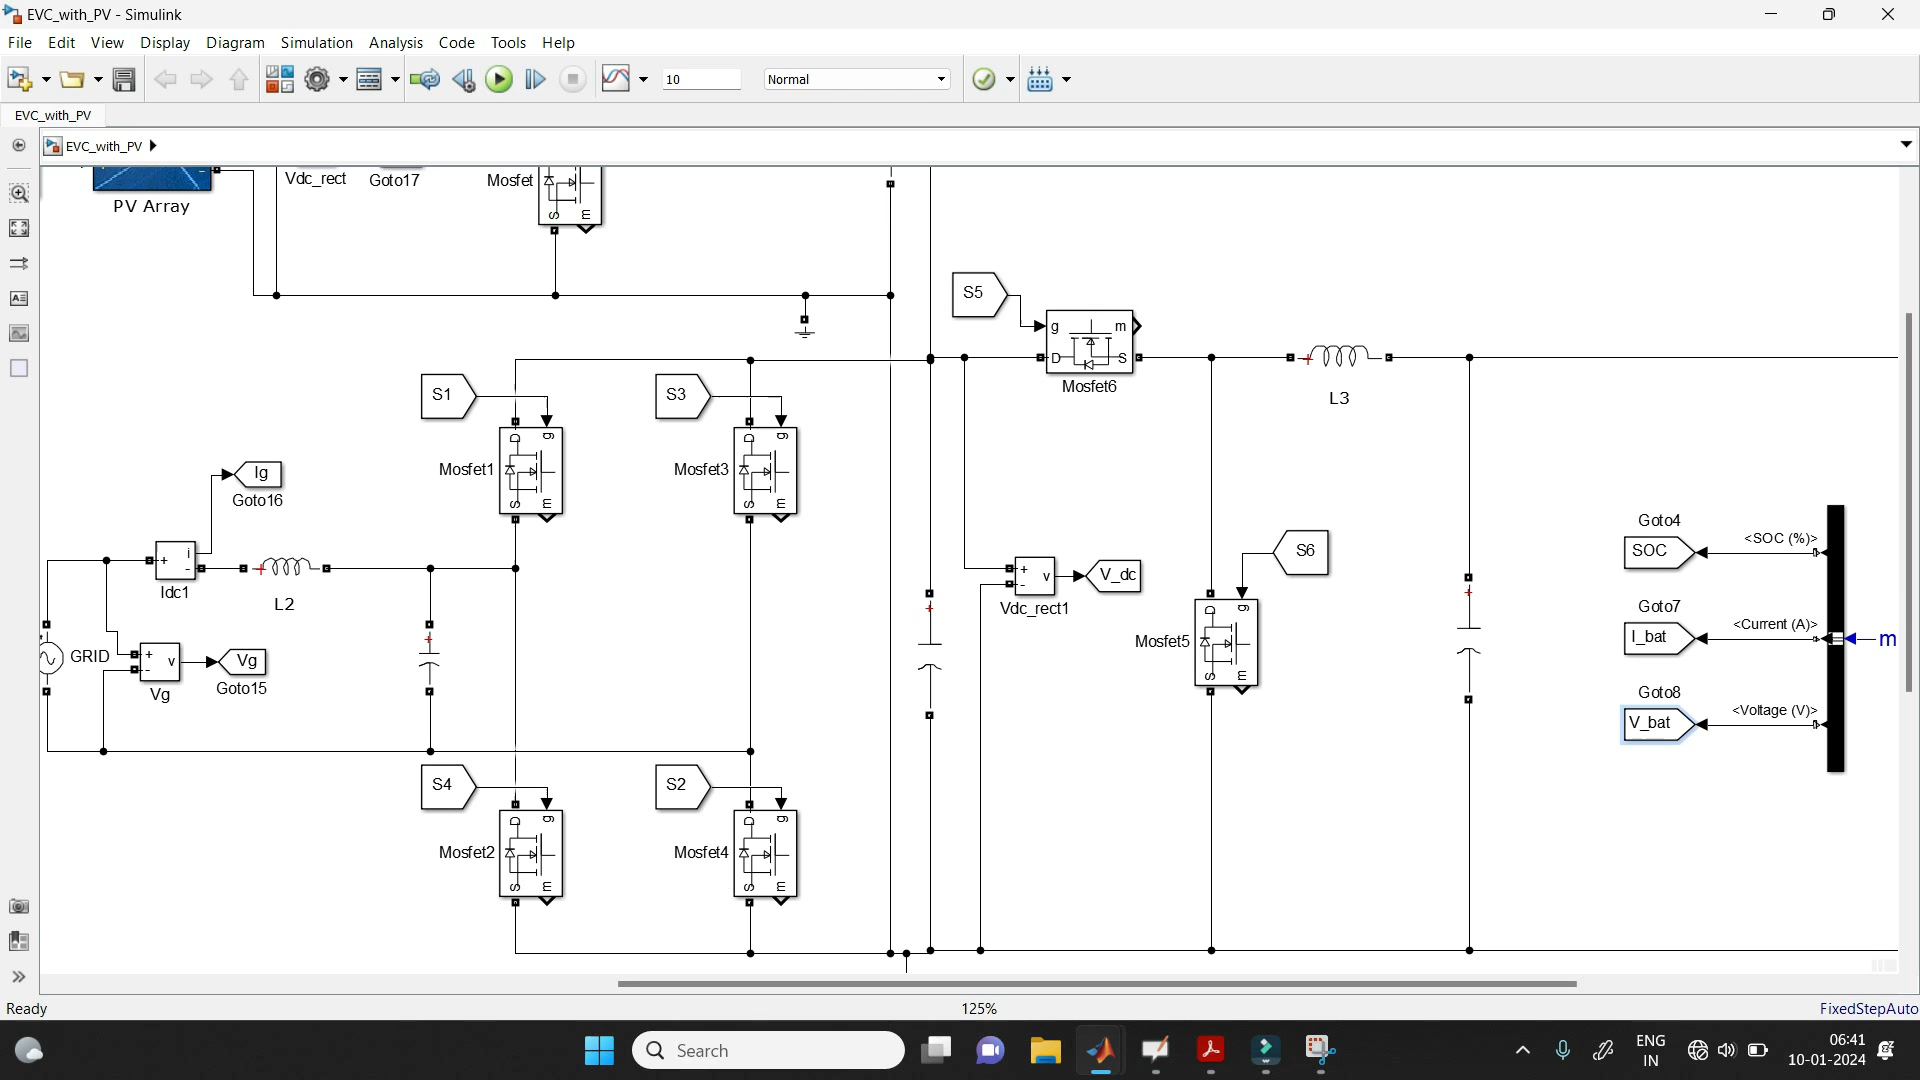 EVC_with_PV - Simulink
File Edit View Display Diagram Simulation Analysis Code Tools Help
10 Normal
EVC_with_PV
EVC_with_PV
PV Array
Vdc_rect
Goto17
Mosfet
S
m
S5
g m
D S
Mosfet6
L3
S1
S3
D g
Mosfet1
S m
D g
Mosfet3
S m
Ig
Goto16
+ i
-
Idc1
L2
GRID
+ v
-
Vg
Vg
Goto15
+ v
-
Vdc_rect1
V_dc
S6
D g
Mosfet5
S m
Goto4
SOC
<SOC (%)>
Goto7
I_bat
<Current (A)>
m
Goto8
V_bat
<Voltage (V)>
S4
S2
D g
Mosfet2
S m
D g
Mosfet4
S m
Ready 125% FixedStepAuto
Search
ENG
IN
06:41
10-01-2024